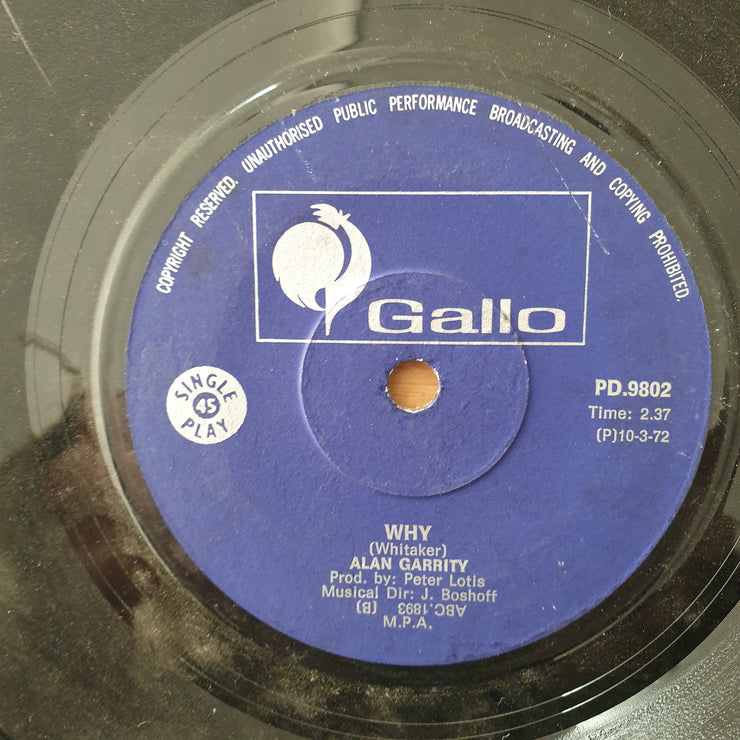 COPYRIGHT RESERVED. UNAUTHORISED PUBLIC PERFORMANCE BROADCASTING AND COPYING PROHIBITED.
Gallo
SINGLE
45
PLAY
PD.9802
Time: 2.37
(P)10-3-72
WHY
(Whitaker)
ALAN GARRITY
Prod. by: Peter Lotis
Musical Dir: J. Boshoff
ABC.1893 (B)
M.P.A.